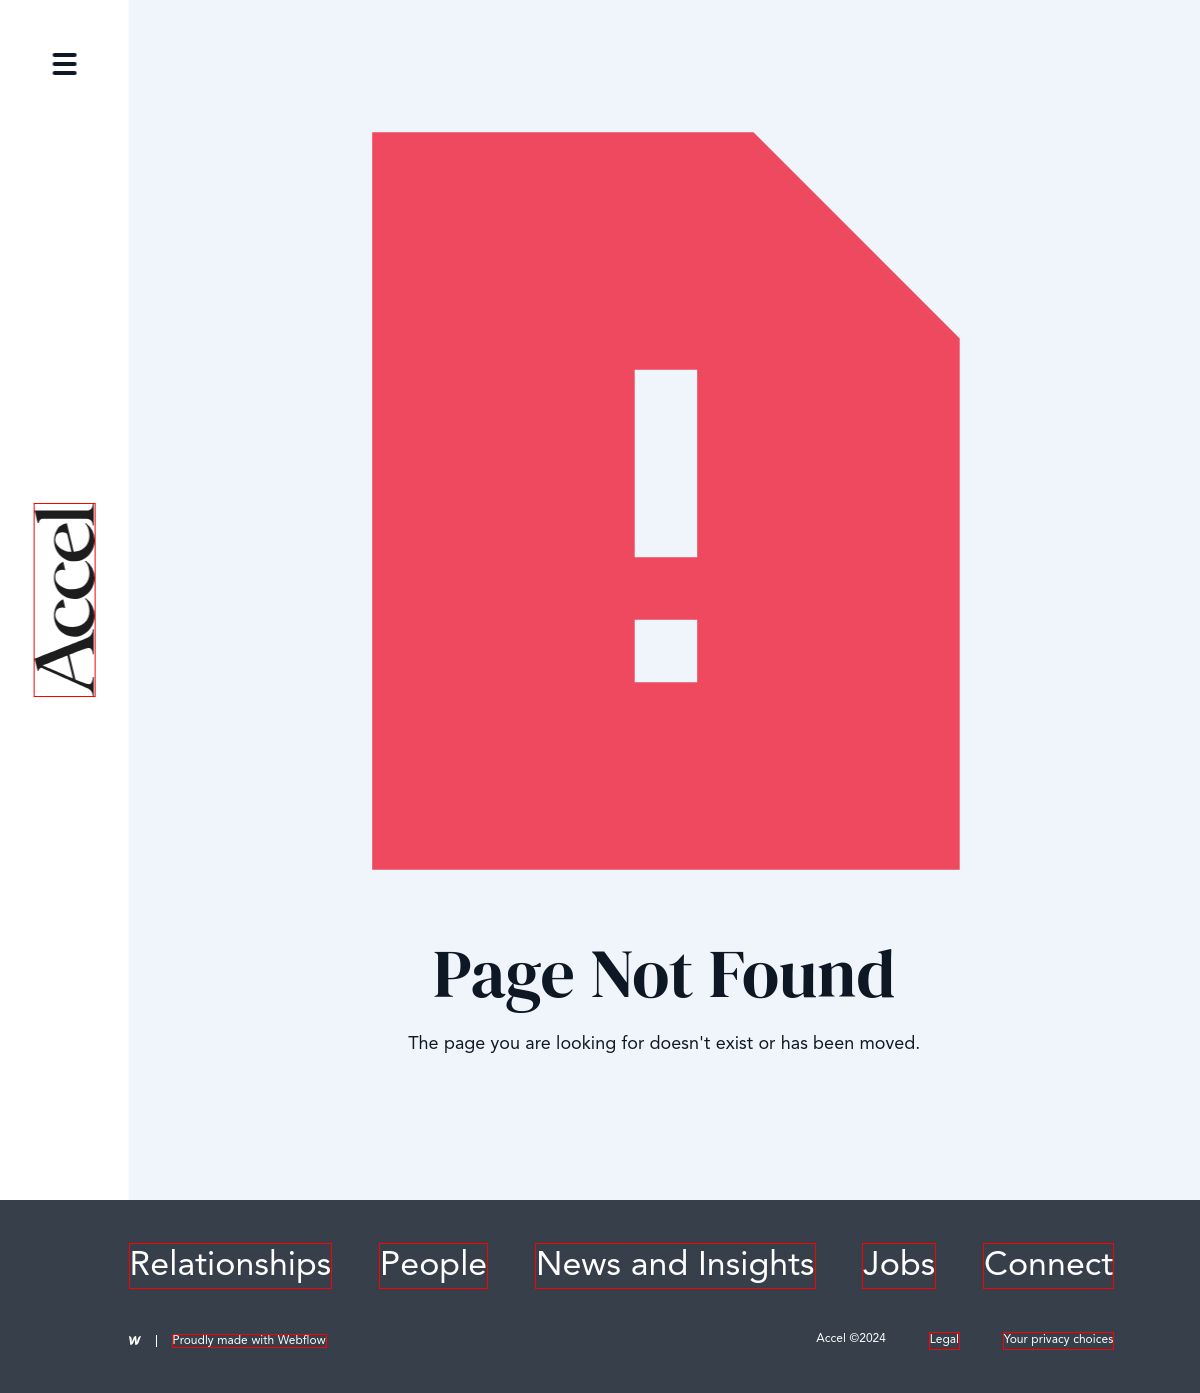 Accel
!
Page Not Found
The page you are looking for doesn't exist or has been moved.
Relationships People News and Insights Jobs Connect
W | Proudly made with Webflow Accel ©2024 Legal Your privacy choices